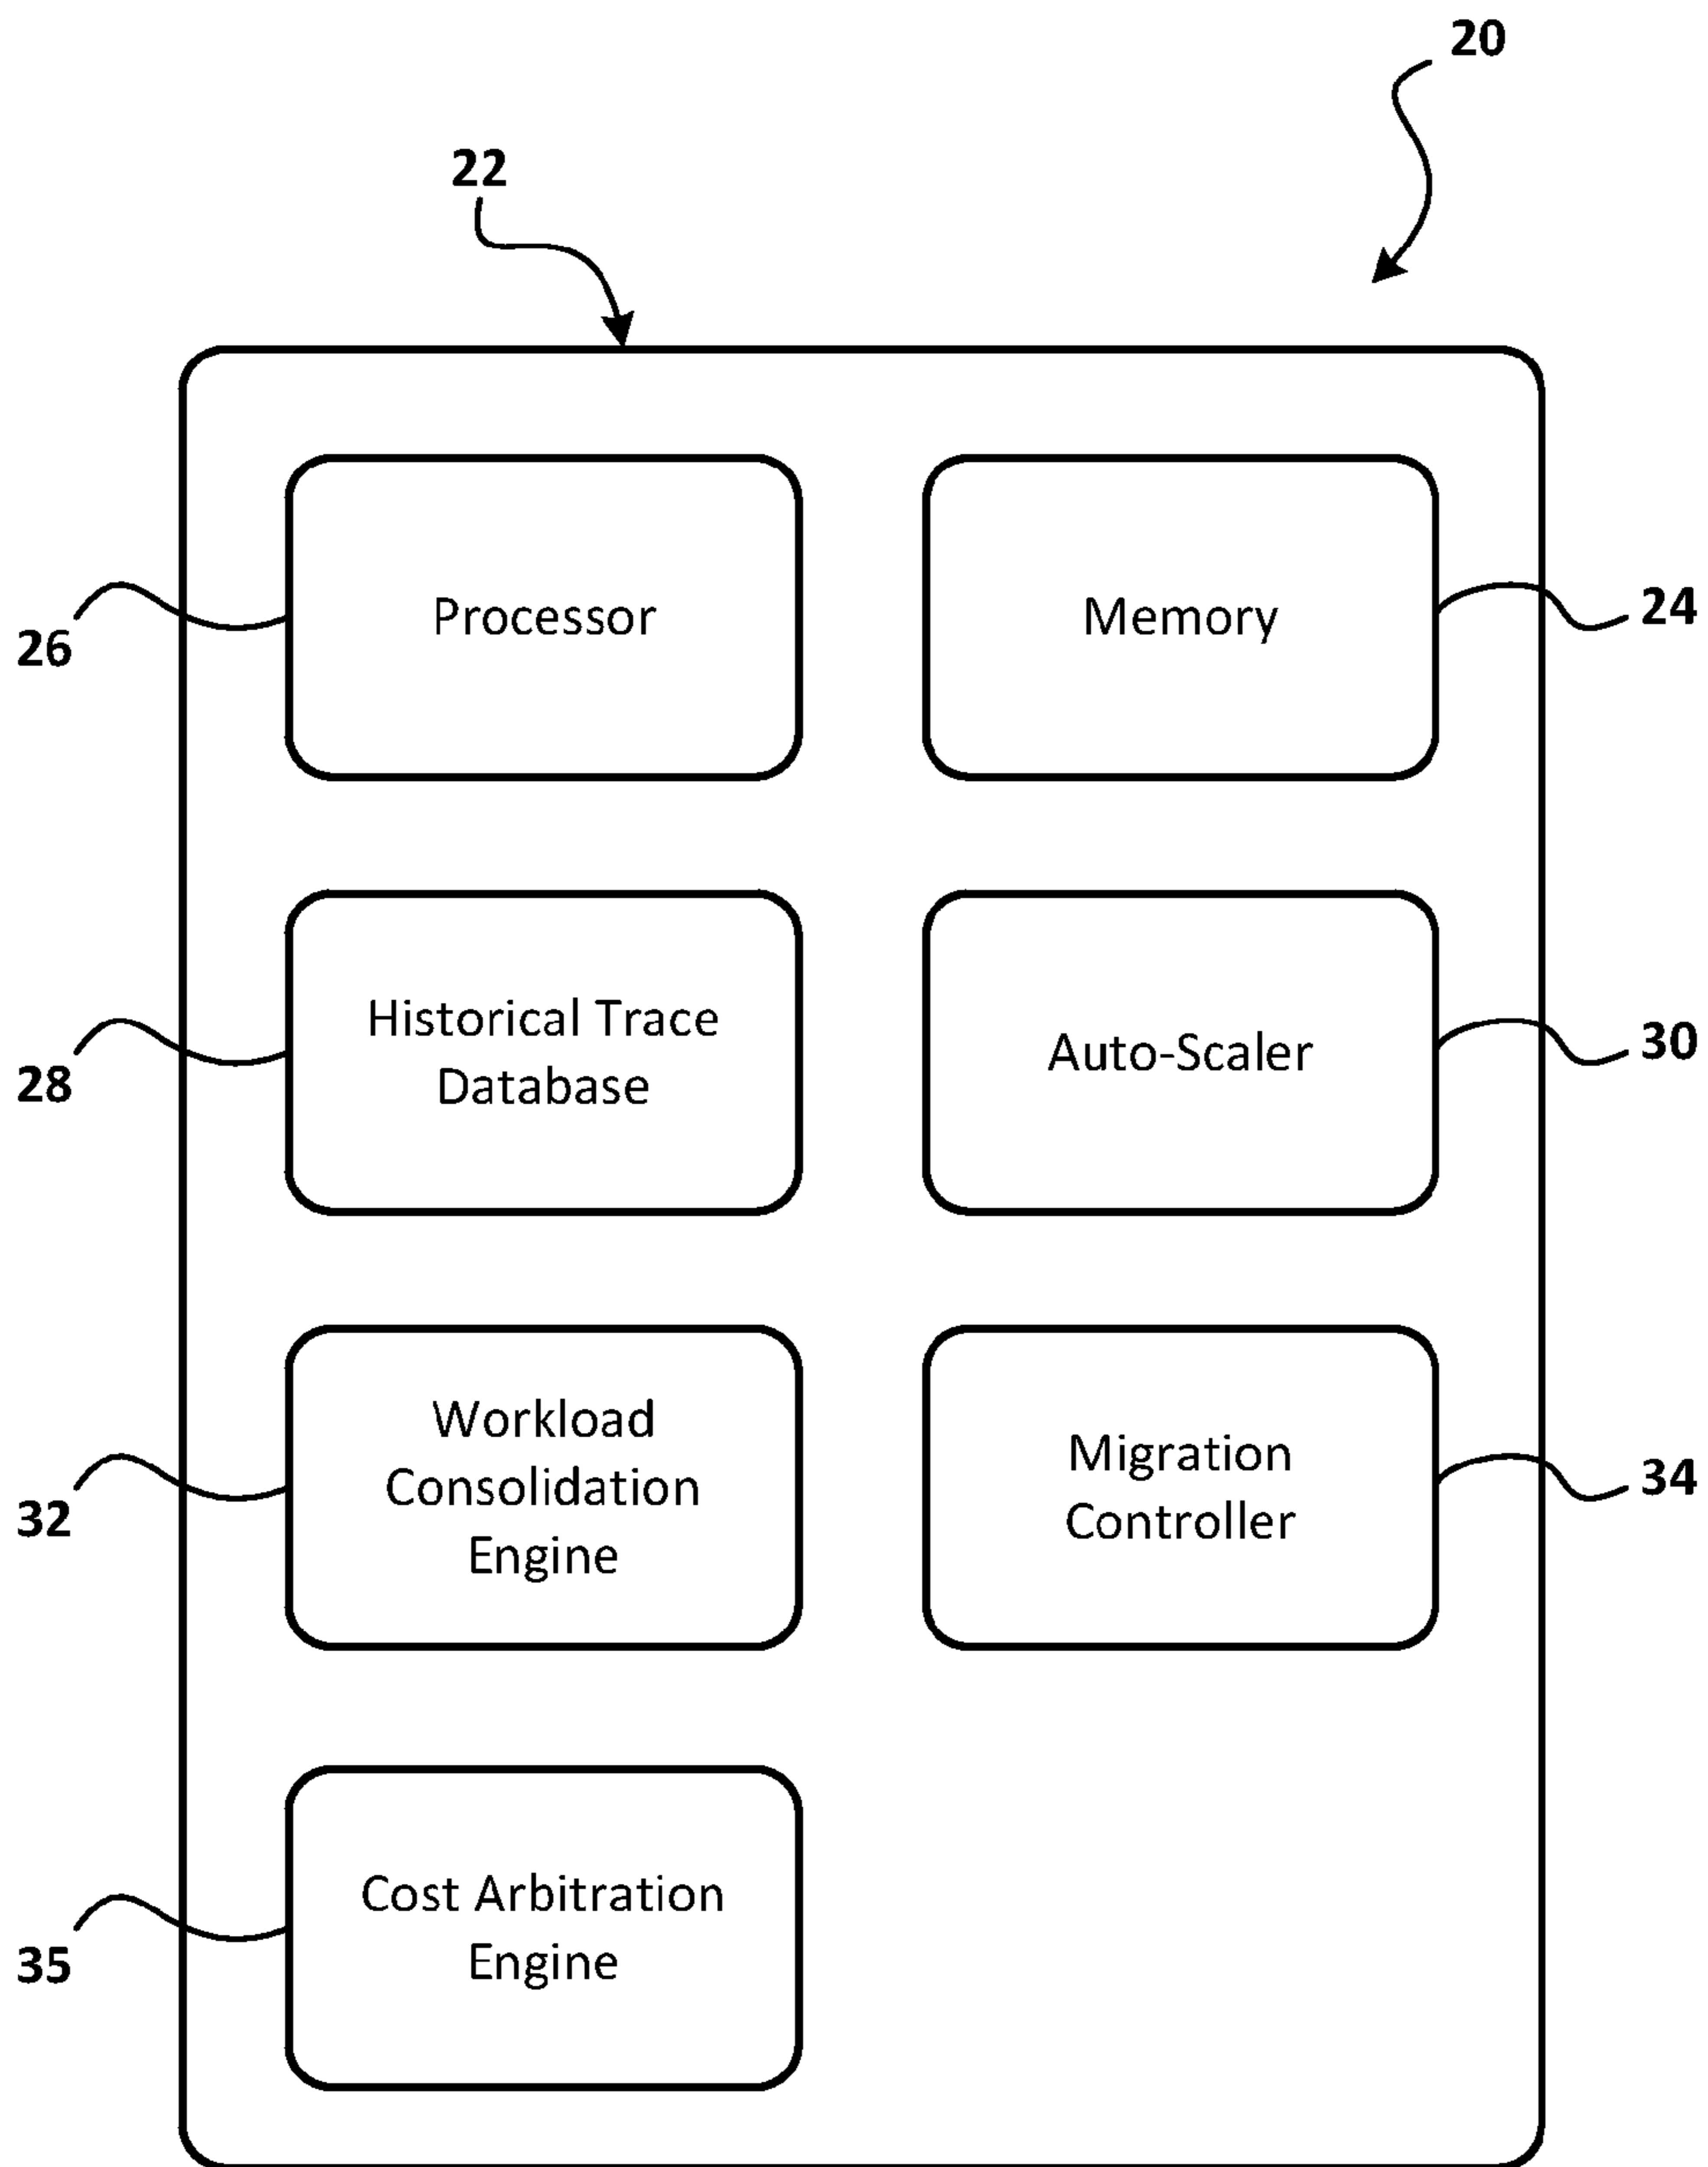 20
22
Processor
Memory
26
24
Historical Trace
Database
Auto-Scaler
28
30
Workload
Consolidation
Engine
Migration
Controller
32
34
Cost Arbitration
Engine
35